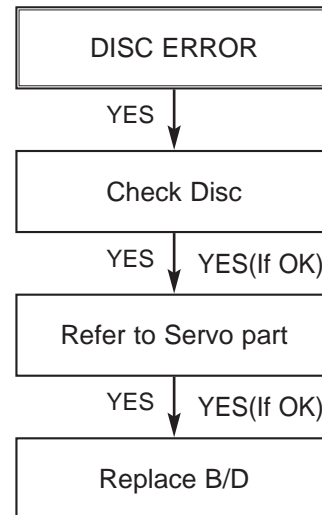 DISC ERROR
YES
Check Disc
YES YES(If OK)
Refer to Servo part
YES YES(If OK)
Replace B/D